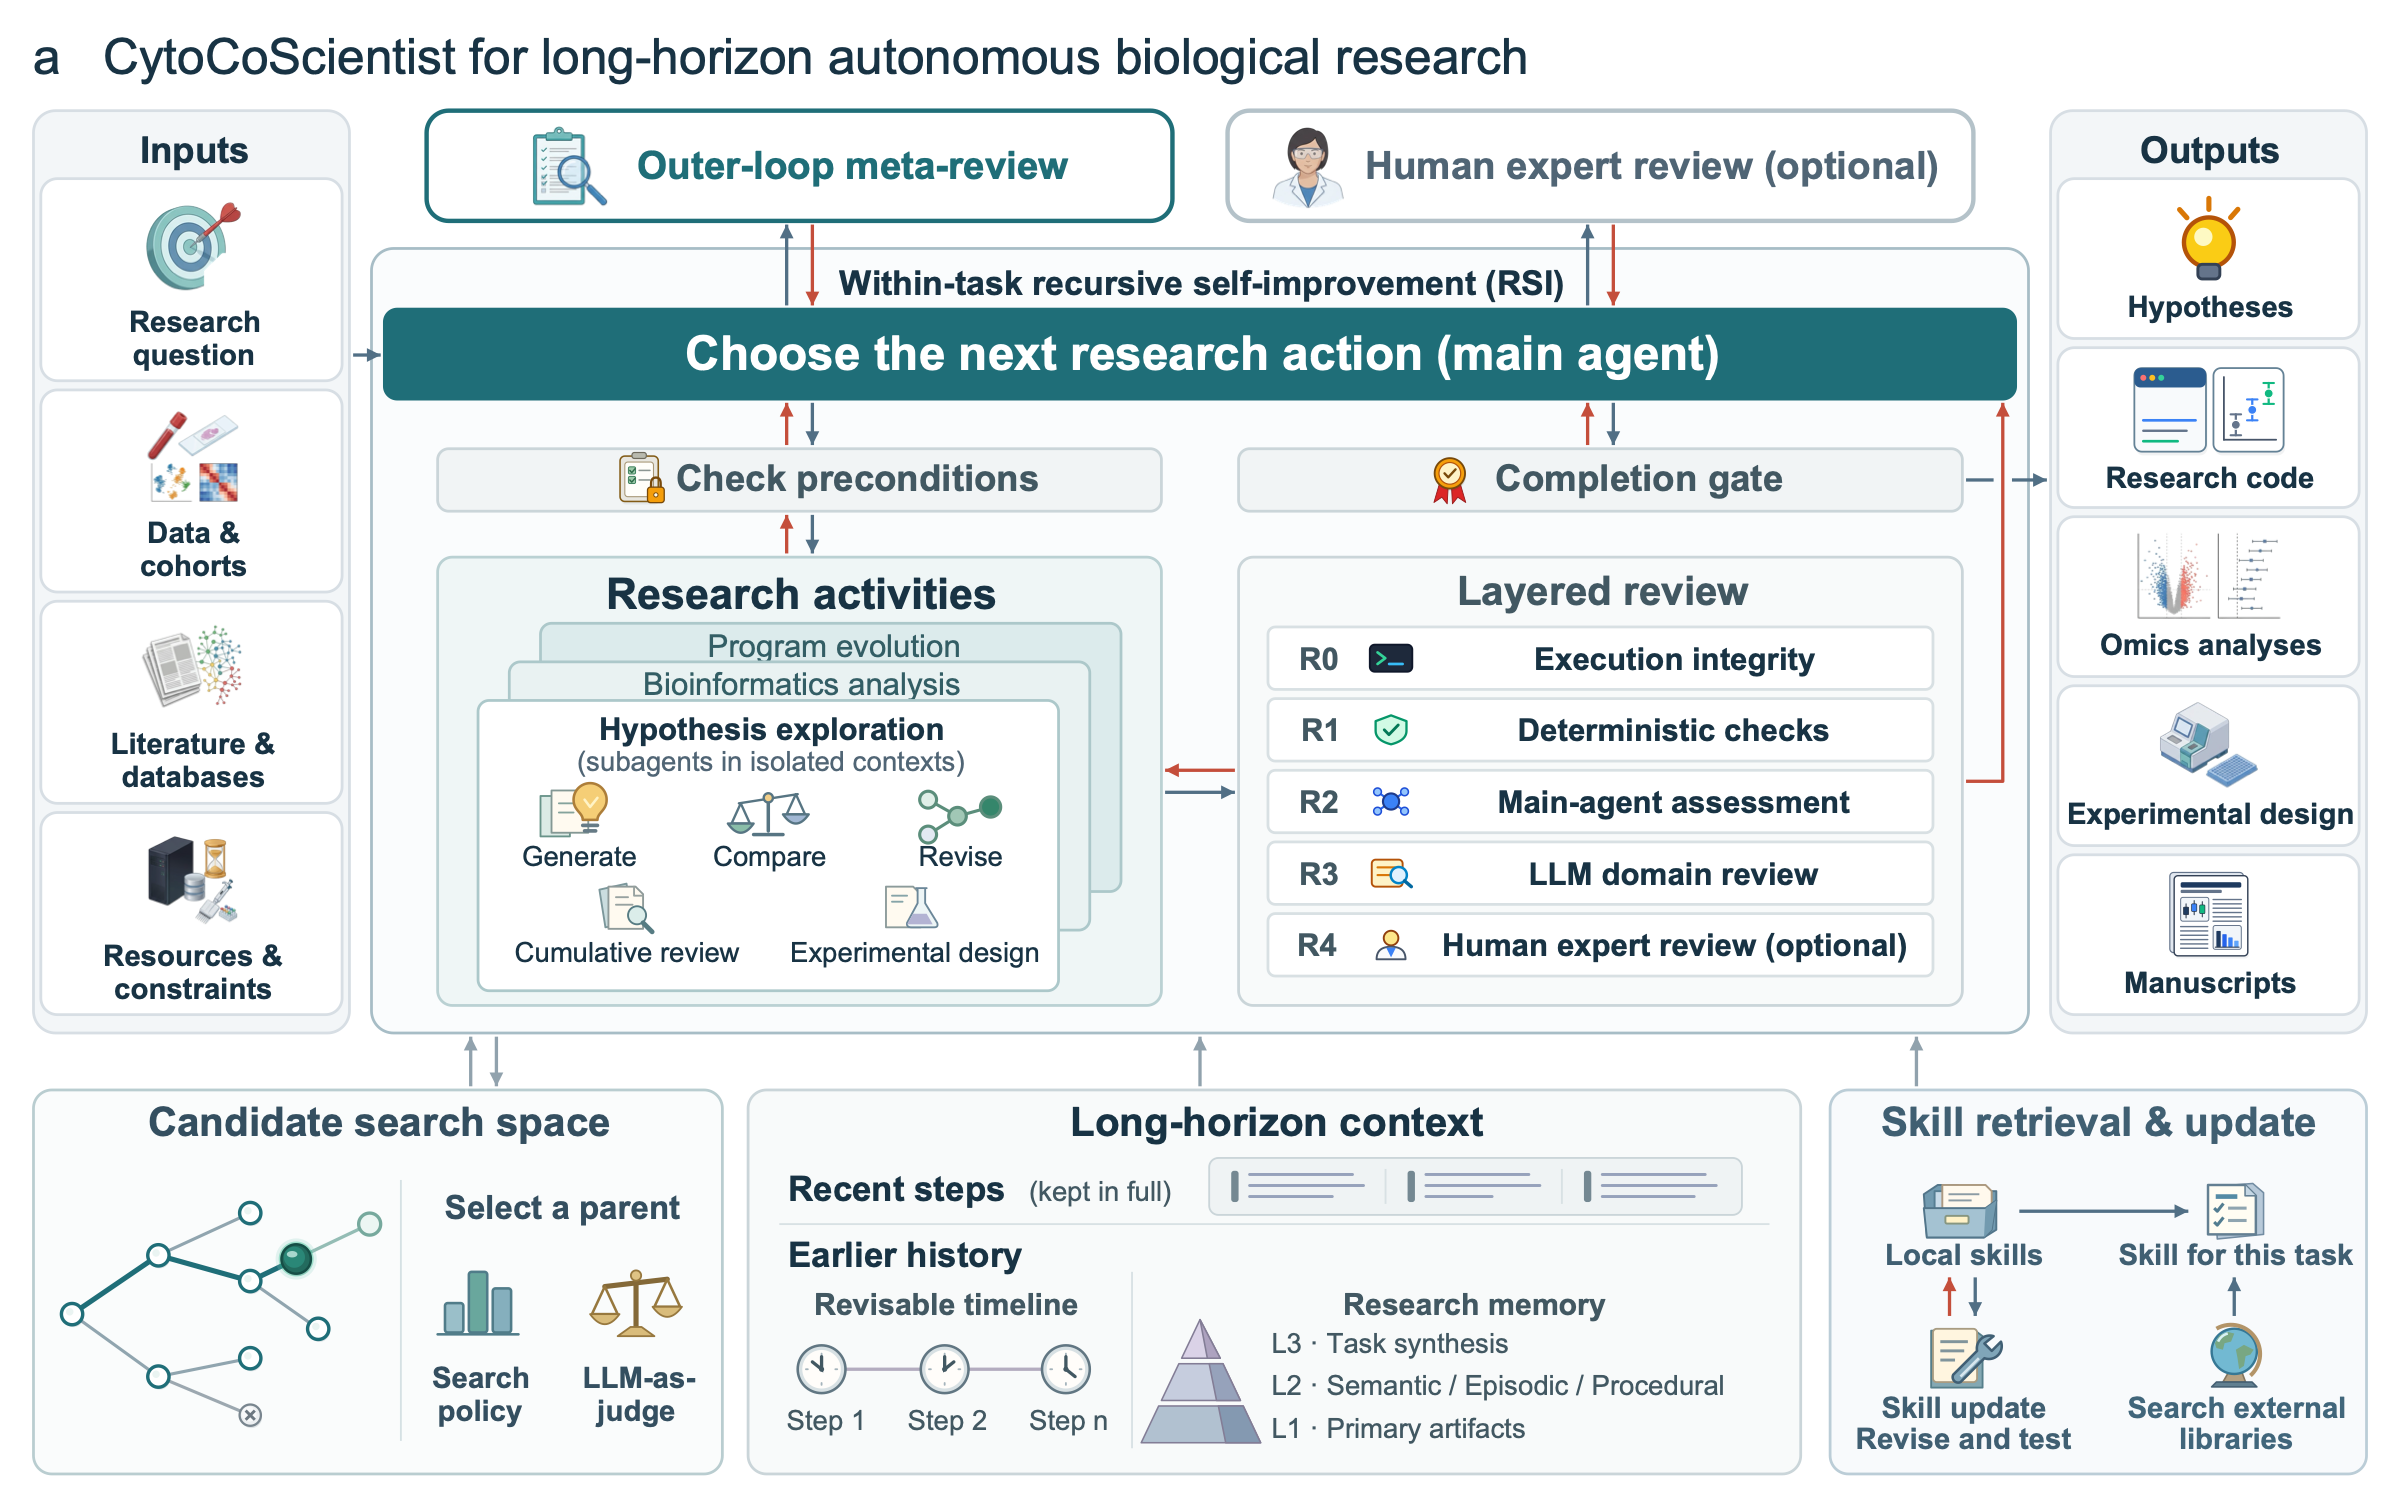 a CytoCoScientist for long-horizon autonomous biological research
Inputs
Research
question
Data &
cohorts
Literature &
databases
Resources &
constraints
Outer-loop meta-review
Human expert review (optional)
Within-task recursive self-improvement (RSI)
Choose the next research action (main agent)
Check preconditions
Completion gate
Research activities
Program evolution
Bioinformatics analysis
Hypothesis exploration
(subagents in isolated contexts)
Generate
Compare
Revise
Cumulative review
Experimental design
Layered review
R0 Execution integrity
R1 Deterministic checks
R2 Main-agent assessment
R3 LLM domain review
R4 Human expert review (optional)
Outputs
Hypotheses
Research code
Omics analyses
Experimental design
Manuscripts
Candidate search space
Select a parent
Search
policy
LLM-as-
judge
Long-horizon context
Recent steps (kept in full)
Earlier history
Revisable timeline
Step 1
Step 2
Step n
Research memory
L3 · Task synthesis
L2 · Semantic / Episodic / Procedural
L1 · Primary artifacts
Skill retrieval & update
Local skills
Skill for this task
Skill update
Revise and test
Search external
libraries